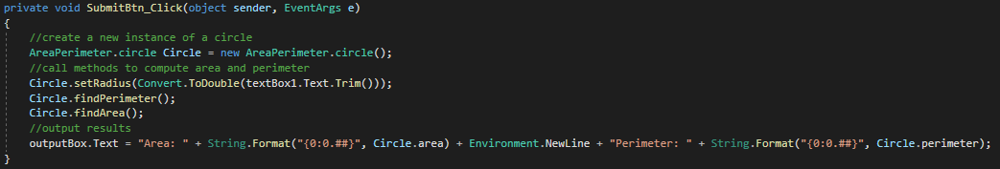 private void SubmitBtn_Click(object sender, EventArgs e)
{
    //create a new instance of a circle
    AreaPerimeter.circle Circle = new AreaPerimeter.circle();
    //call methods to compute area and perimeter
    Circle.setRadius(Convert.ToDouble(textBox1.Text.Trim()));
    Circle.findPerimeter();
    Circle.findArea();
    //output results
    outputBox.Text = "Area: " + String.Format("{0:0.##}", Circle.area) + Environment.NewLine + "Perimeter: " + String.Format("{0:0.##}", Circle.perimeter);
}